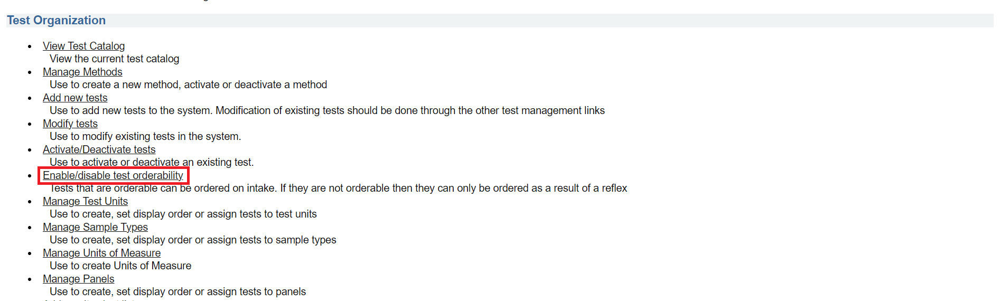 Test Organization
View Test Catalog
View the current test catalog
Manage Methods
Use to create a new method, activate or deactivate a method
Add new tests
Use to add new tests to the system. Modification of existing tests should be done through the other test management links
Modify tests
Use to modify existing tests in the system.
Activate/Deactivate tests
Use to activate or deactivate an existing test.
Enable/disable test orderability
Tests that are orderable can be ordered on intake. If they are not orderable then they can only be ordered as a result of a reflex
Manage Test Units
Use to create, set display order or assign tests to test units
Manage Sample Types
Use to create, set display order or assign tests to sample types
Manage Units of Measure
Use to create Units of Measure
Manage Panels
Use to create, set display order or assign tests to panels